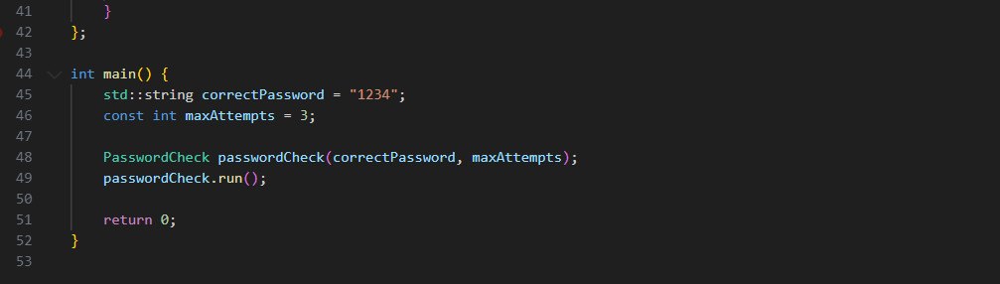 41 }
42 };
43
44 int main() {
45 std::string correctPassword = "1234";
46 const int maxAttempts = 3;
47
48 PasswordCheck passwordCheck(correctPassword, maxAttempts);
49 passwordCheck.run();
50
51 return 0;
52 }
53